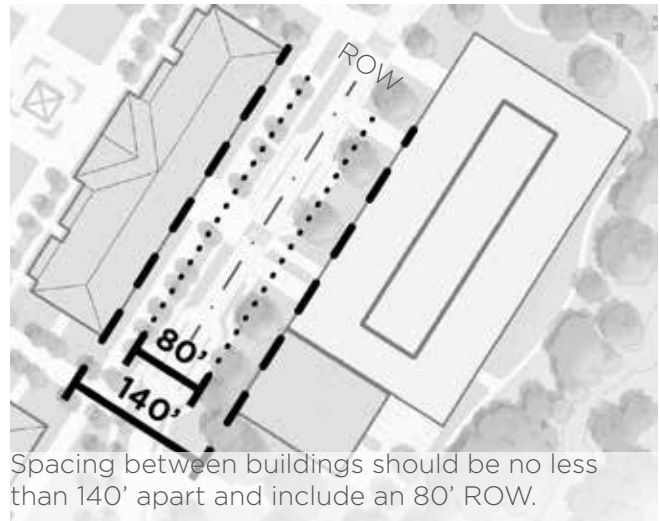 ROW
80’
140’
Spacing between buildings should be no less
than 140’ apart and include an 80’ ROW.